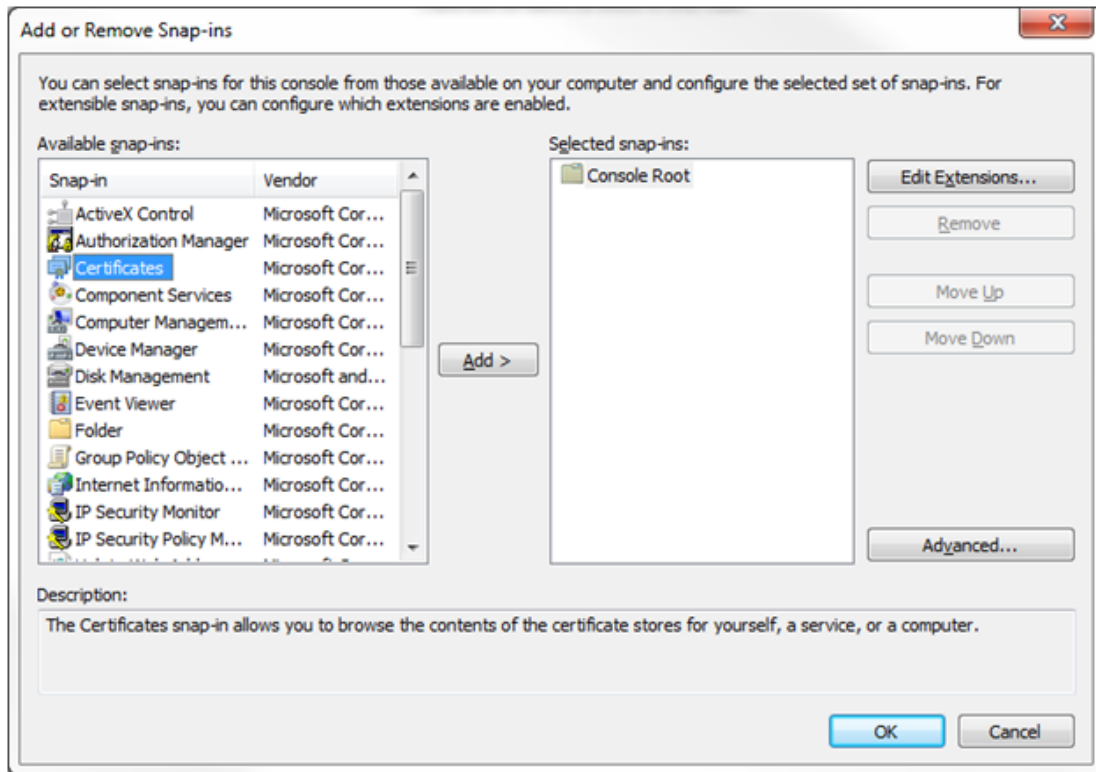 Add or Remove Snap-ins
You can select snap-ins for this console from those available on your computer and configure the selected set of snap-ins. For
extensible snap-ins, you can configure which extensions are enabled.
Available snap-ins:
Snap-in Vendor
ActiveX Control Microsoft Cor...
Authorization Manager Microsoft Cor...
Certificates Microsoft Cor...
Component Services Microsoft Cor...
Computer Managem... Microsoft Cor...
Device Manager Microsoft Cor...
Disk Management Microsoft and...
Event Viewer Microsoft Cor...
Folder Microsoft Cor...
Group Policy Object ... Microsoft Cor...
Internet Informatio... Microsoft Cor...
IP Security Monitor Microsoft Cor...
IP Security Policy M... Microsoft Cor...
Add >
Selected snap-ins:
Console Root
Edit Extensions...
Remove
Move Up
Move Down
Advanced...
Description:
The Certificates snap-in allows you to browse the contents of the certificate stores for yourself, a service, or a computer.
OK
Cancel